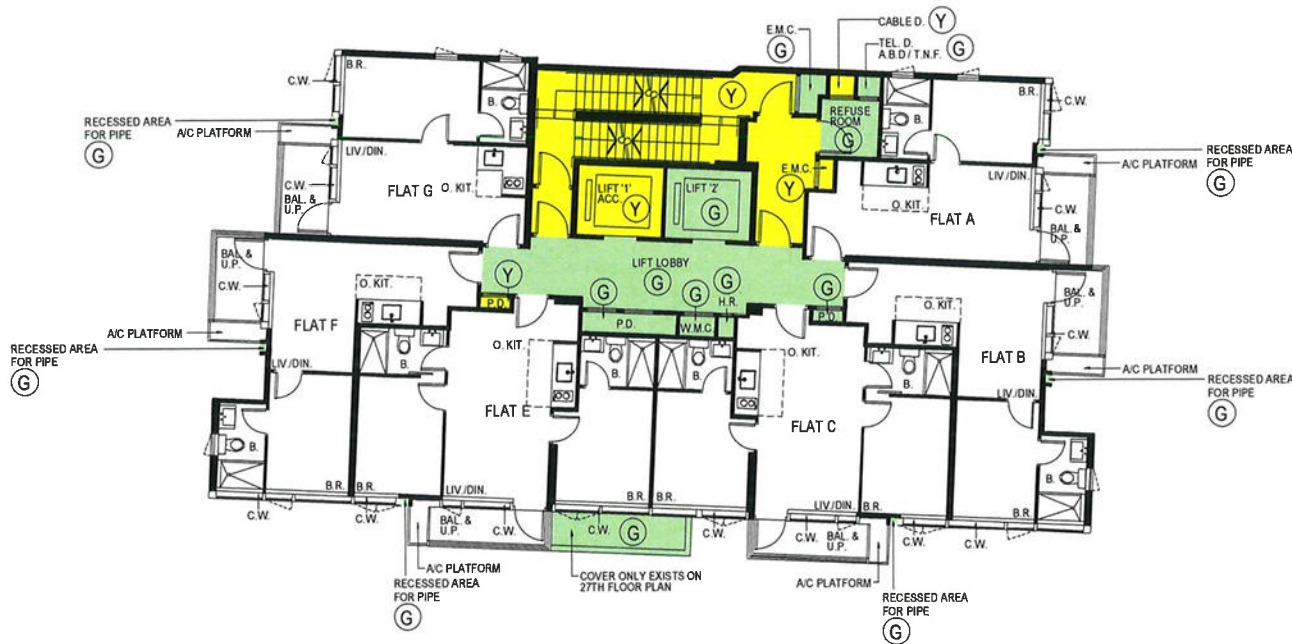 CABLE D.
Y
E.M.C.
G
TEL. D.
A.B.D / T.N.F.
G
B.R.
C.W.
B.
Y
Y
REFUSE
ROOM
G
B.
B.R.
C.W.
RECESSED AREA
FOR PIPE
G
A/C PLATFORM
LIV./DIN.
O. KIT.
FLAT G
C.W.
BAL. &
U.P.
LIFT '1'
ACC.
Y
LIFT '2'
G
E.M.C.
Y
O. KIT.
LIV./DIN.
FLAT A
C.W.
BAL. &
U.P.
A/C PLATFORM
RECESSED AREA
FOR PIPE
G
BAL. &
U.P.
C.W.
O. KIT.
FLAT F
LIV./DIN.
A/C PLATFORM
RECESSED AREA
FOR PIPE
G
Y
P.D.
LIFT LOBBY
G
G
G
G
H.R.
P.D.
W.M.C.
G
P.D.
O. KIT.
FLAT B
LIV./DIN.
BAL. &
U.P.
C.W.
A/C PLATFORM
RECESSED AREA
FOR PIPE
G
B.
O. KIT.
FLAT E
LIV./DIN.
B.
B.
O. KIT.
FLAT C
LIV./DIN.
B.
B.
B.R.
B.R.
B.R.
B.R.
B.R.
B.R.
B.
C.W.
C.W.
C.W.
C.W.
C.W.
C.W.
C.W.
C.W.
BAL. &
U.P.
G
BAL. &
U.P.
A/C PLATFORM
RECESSED AREA
FOR PIPE
G
COVER ONLY EXISTS ON
27TH FLOOR PLAN
A/C PLATFORM
RECESSED AREA
FOR PIPE
G